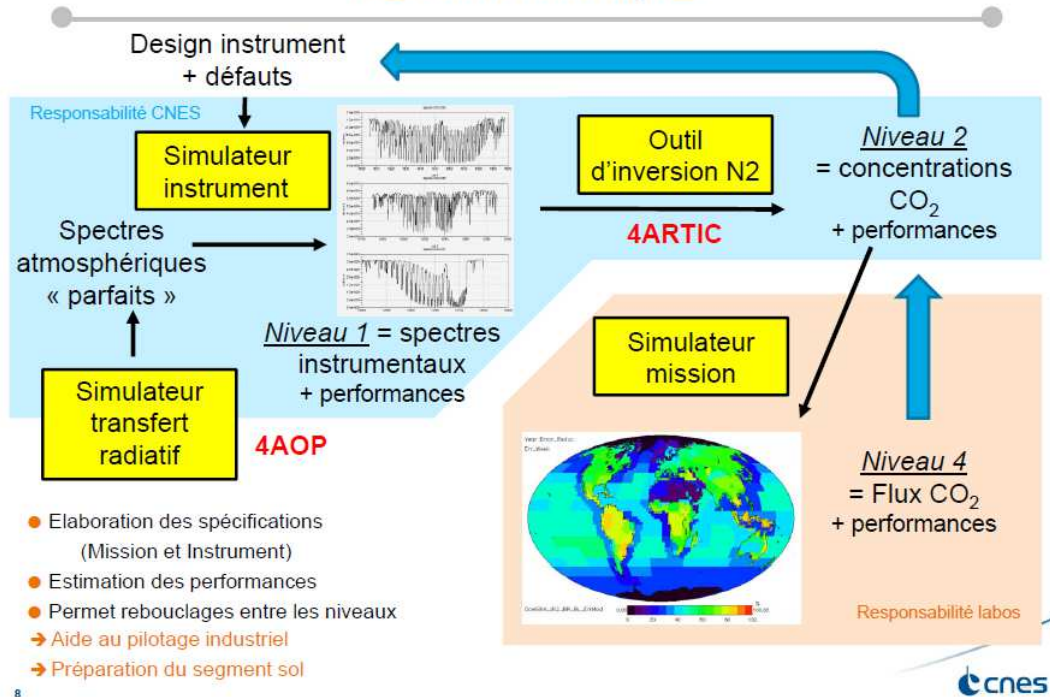 Design instrument
+ défauts
Responsabilité CNES
Simulateur
instrument
Outil
d'inversion N2
Niveau 2
= concentrations
CO₂
+ performances
4ARTIC
Spectres
atmosphériques
« parfaits »
Niveau 1 = spectres
instrumentaux
+ performances
Simulateur
mission
Simulateur
transfert
radiatif
4AOP
Niveau 4
= Flux CO₂
+ performances
● Elaboration des spécifications
(Mission et Instrument)
● Estimation des performances
● Permet rebouclages entre les niveaux
➔ Aide au pilotage industriel
➔ Préparation du segment sol
Responsabilité labos
8
cnes